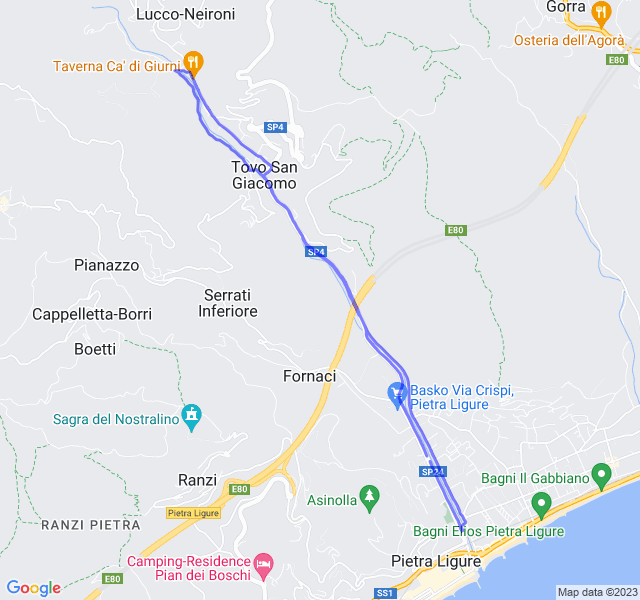 Lucco-Neironi
Gorra
Osteria dell'Agorà
E80
Taverna Ca' di Giurni
SP4
Tovo San
Giacomo
E80
SP4
Pianazzo
Serrati
Inferiore
Cappelletta-Borri
Boetti
Fornaci
Basko Via Crispi,
Pietra Ligure
Sagra del Nostralino
SP24
Ranzi
Bagni Il Gabbiano
E80
Asinolla
Pietra Ligure
RANZI PIETRA
Bagni Elios Pietra Ligure
Camping-Residence
Pian dei Boschi
Pietra Ligure
E80
SS1
Google
Map data ©2023